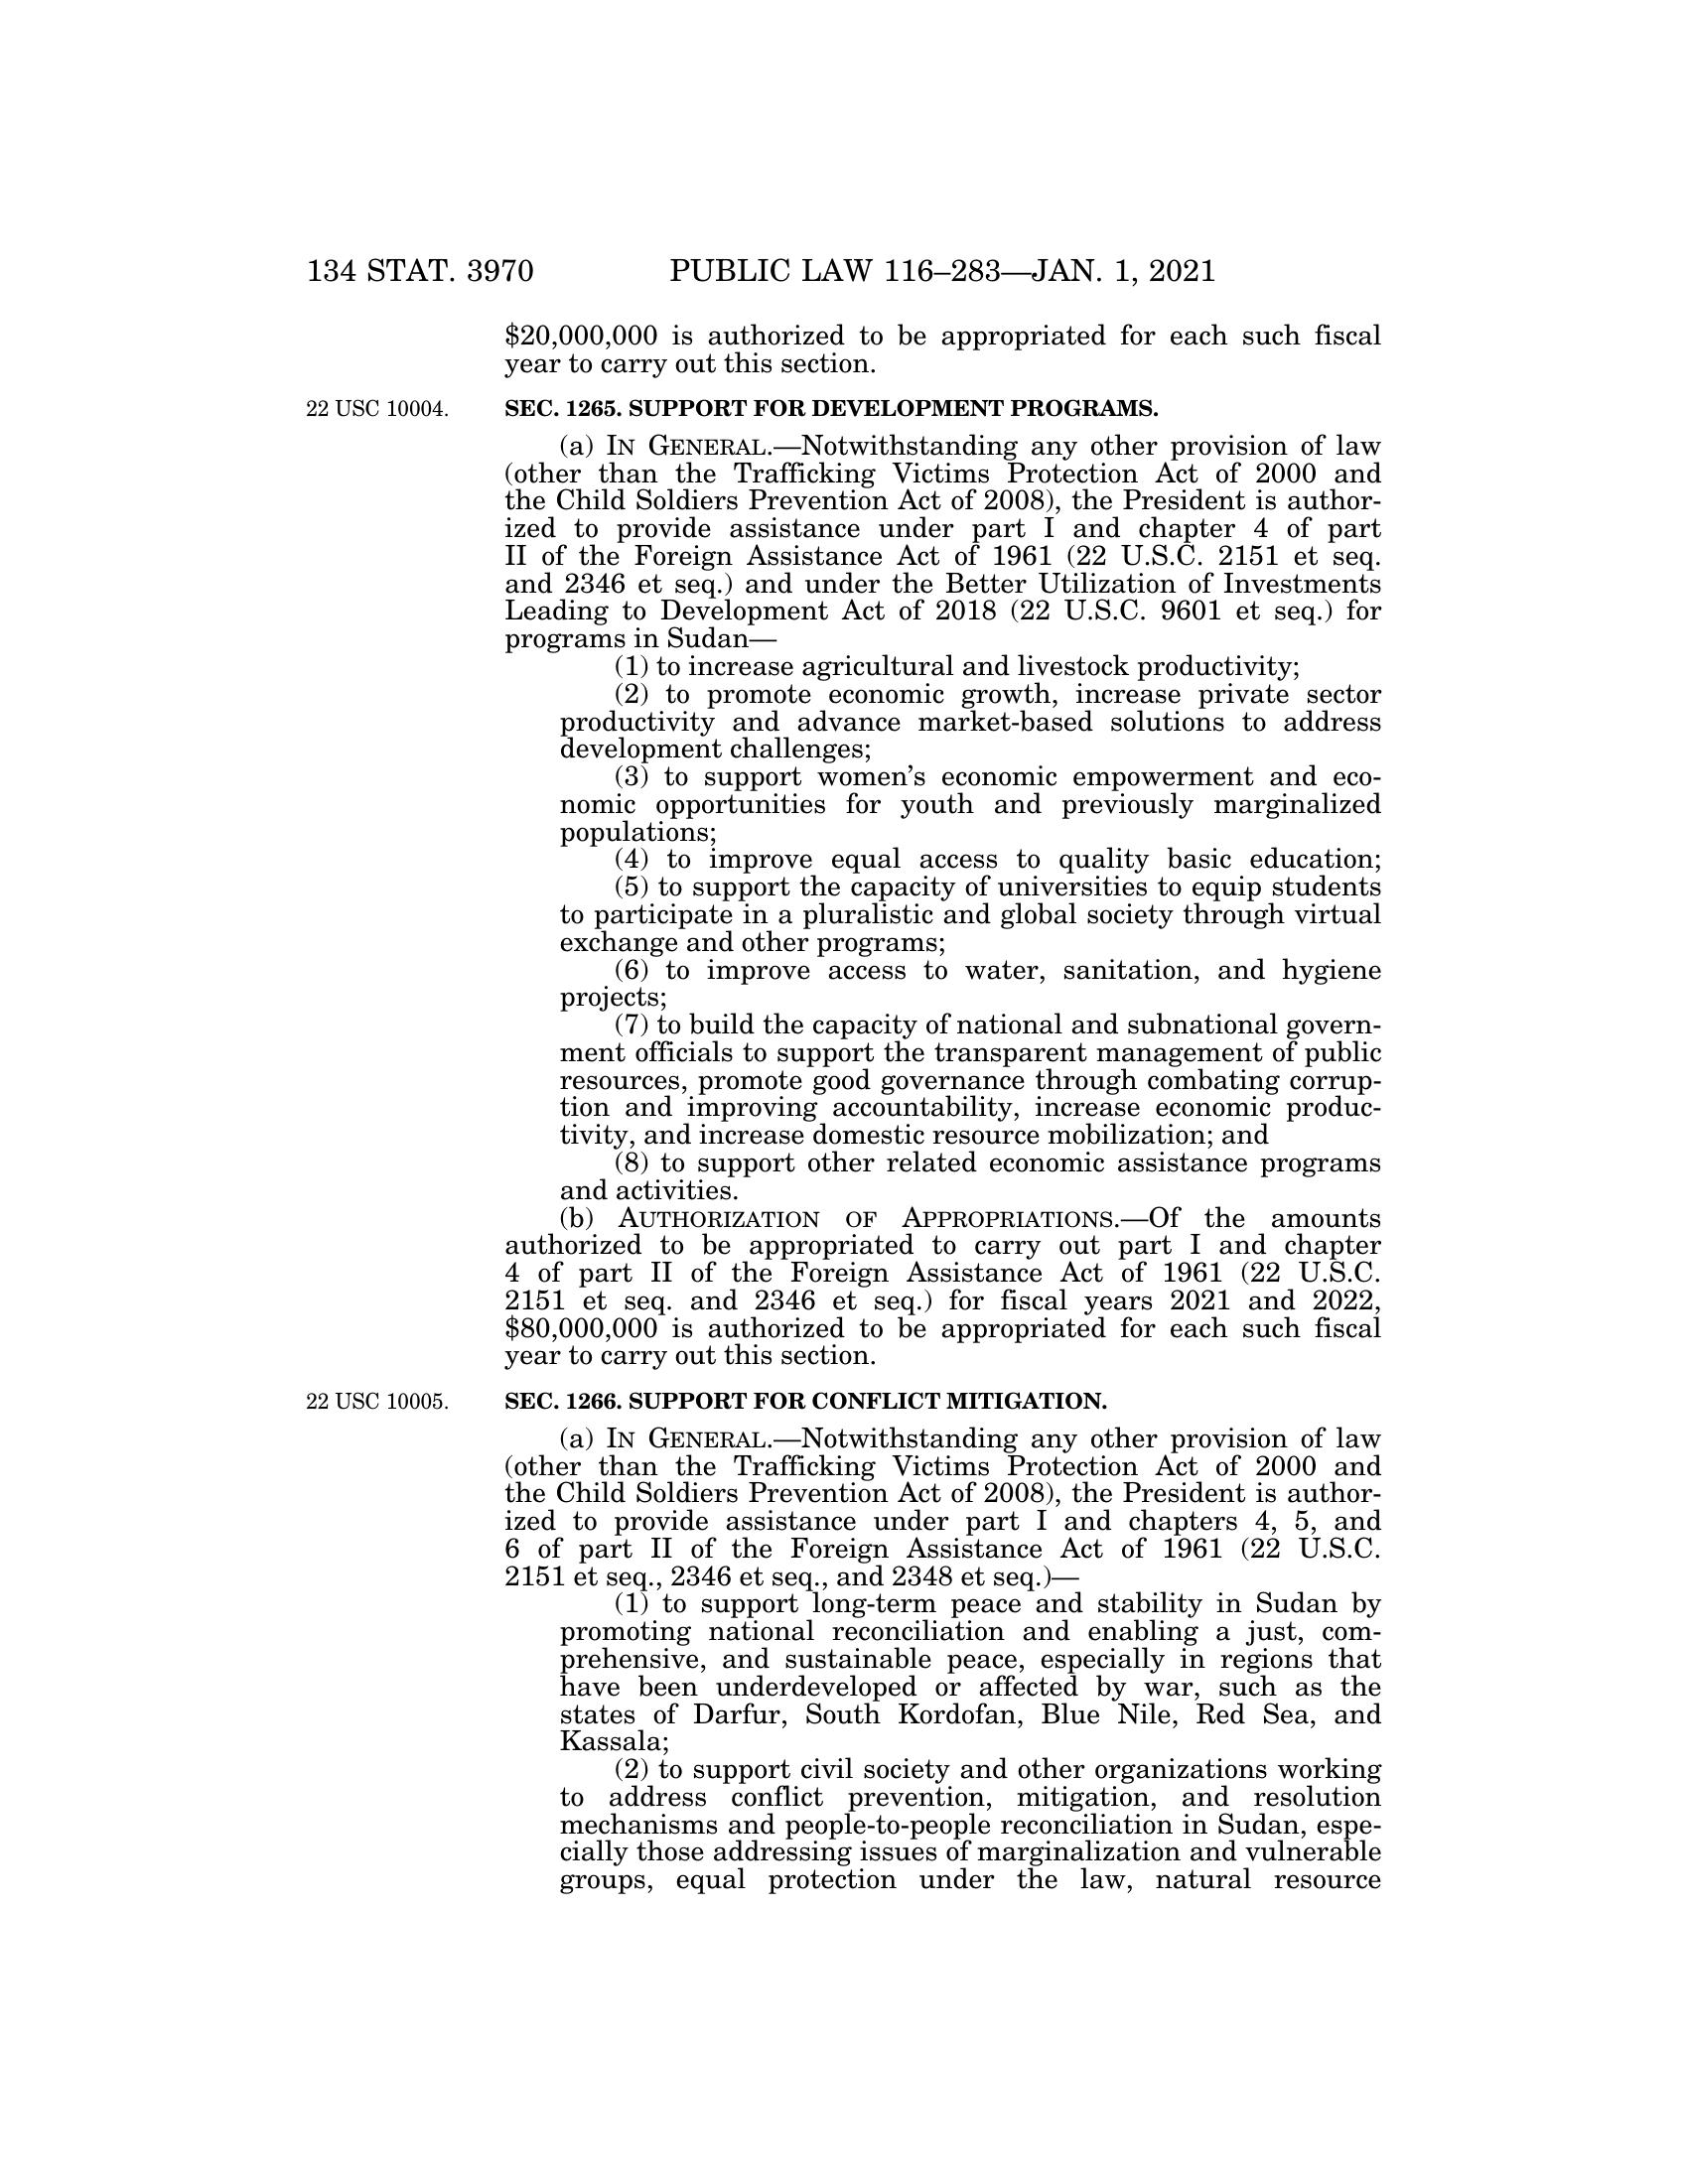 134 STAT. 3970 PUBLIC LAW 116–283—JAN. 1, 2021
$20,000,000 is authorized to be appropriated for each such fiscal
year to carry out this section.
22 USC 10004. SEC. 1265. SUPPORT FOR DEVELOPMENT PROGRAMS.
(a) IN GENERAL.—Notwithstanding any other provision of law
(other than the Trafficking Victims Protection Act of 2000 and
the Child Soldiers Prevention Act of 2008), the President is author-
ized to provide assistance under part I and chapter 4 of part
II of the Foreign Assistance Act of 1961 (22 U.S.C. 2151 et seq.
and 2346 et seq.) and under the Better Utilization of Investments
Leading to Development Act of 2018 (22 U.S.C. 9601 et seq.) for
programs in Sudan—
(1) to increase agricultural and livestock productivity;
(2) to promote economic growth, increase private sector
productivity and advance market-based solutions to address
development challenges;
(3) to support women’s economic empowerment and eco-
nomic opportunities for youth and previously marginalized
populations;
(4) to improve equal access to quality basic education;
(5) to support the capacity of universities to equip students
to participate in a pluralistic and global society through virtual
exchange and other programs;
(6) to improve access to water, sanitation, and hygiene
projects;
(7) to build the capacity of national and subnational govern-
ment officials to support the transparent management of public
resources, promote good governance through combating corrup-
tion and improving accountability, increase economic produc-
tivity, and increase domestic resource mobilization; and
(8) to support other related economic assistance programs
and activities.
(b) AUTHORIZATION OF APPROPRIATIONS.—Of the amounts
authorized to be appropriated to carry out part I and chapter
4 of part II of the Foreign Assistance Act of 1961 (22 U.S.C.
2151 et seq. and 2346 et seq.) for fiscal years 2021 and 2022,
$80,000,000 is authorized to be appropriated for each such fiscal
year to carry out this section.
22 USC 10005. SEC. 1266. SUPPORT FOR CONFLICT MITIGATION.
(a) IN GENERAL.—Notwithstanding any other provision of law
(other than the Trafficking Victims Protection Act of 2000 and
the Child Soldiers Prevention Act of 2008), the President is author-
ized to provide assistance under part I and chapters 4, 5, and
6 of part II of the Foreign Assistance Act of 1961 (22 U.S.C.
2151 et seq., 2346 et seq., and 2348 et seq.)—
(1) to support long-term peace and stability in Sudan by
promoting national reconciliation and enabling a just, com-
prehensive, and sustainable peace, especially in regions that
have been underdeveloped or affected by war, such as the
states of Darfur, South Kordofan, Blue Nile, Red Sea, and
Kassala;
(2) to support civil society and other organizations working
to address conflict prevention, mitigation, and resolution
mechanisms and people-to-people reconciliation in Sudan, espe-
cially those addressing issues of marginalization and vulnerable
groups, equal protection under the law, natural resource